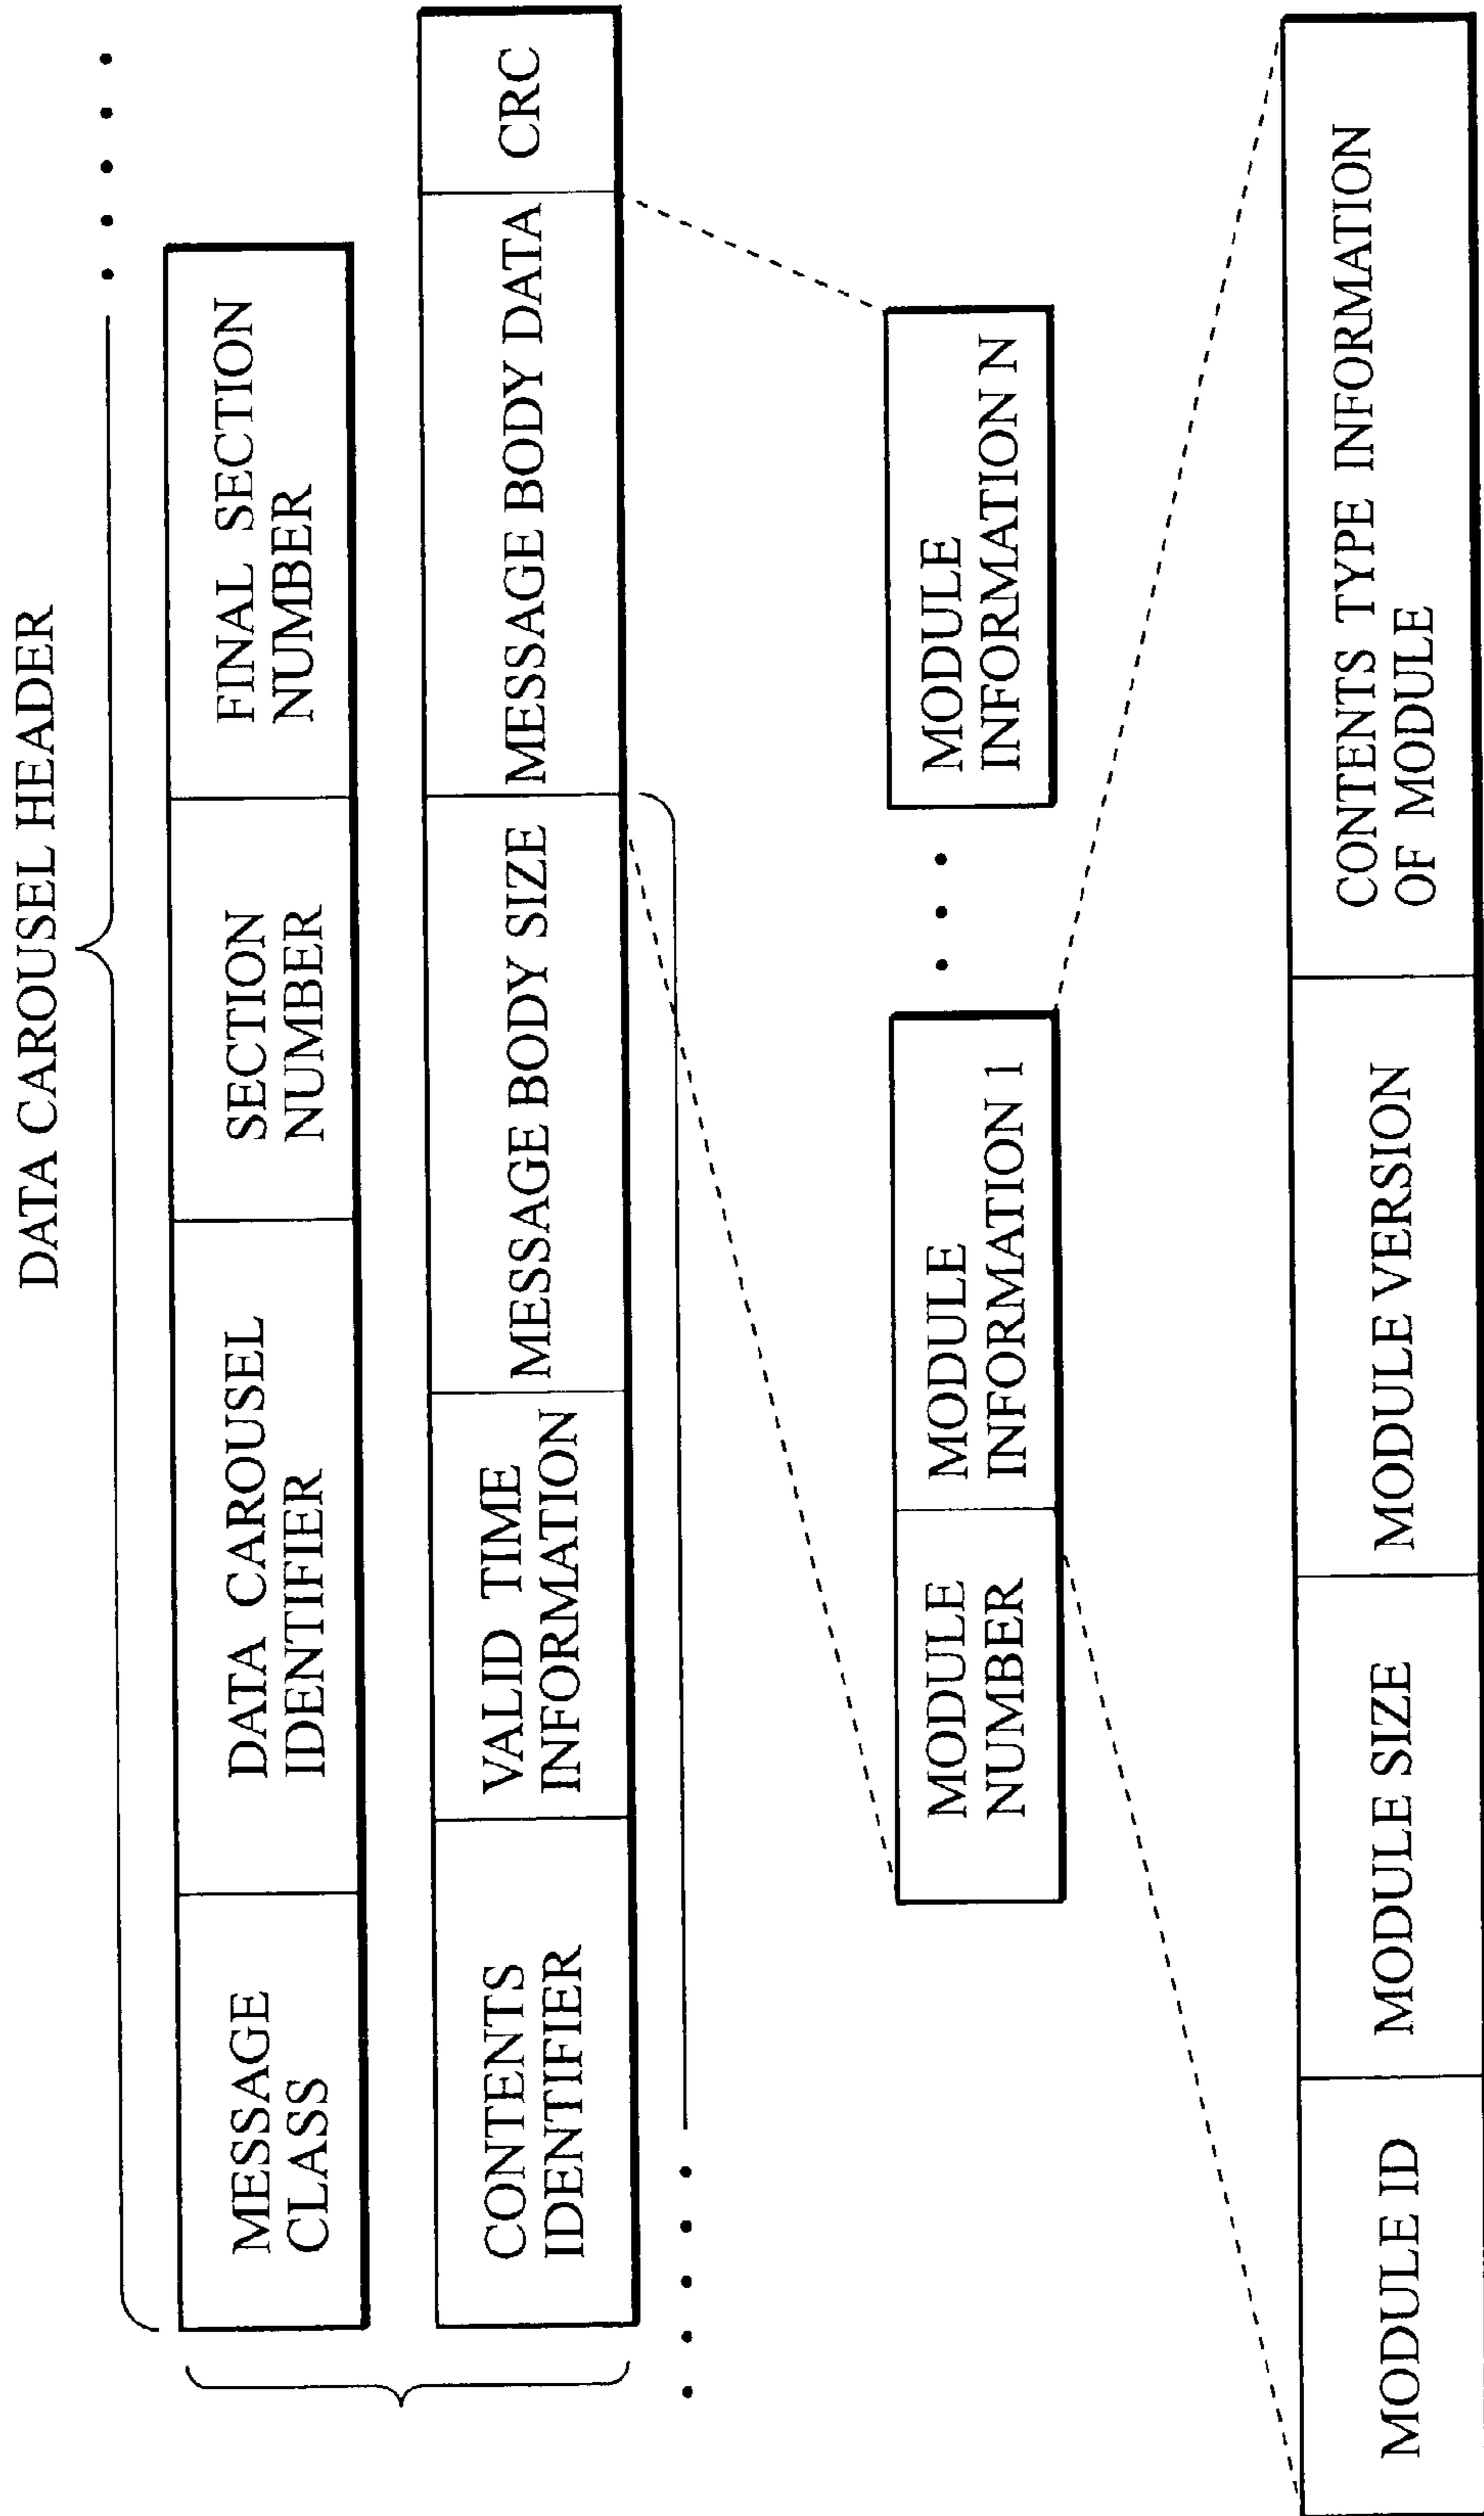 DATA CAROUSEL HEADER
MESSAGE
CLASS
DATA CAROUSEL
IDENTIFIER
SECTION
NUMBER
FINAL SECTION
NUMBER
CONTENTS
IDENTIFIER
VALID TIME
INFORMATION
MESSAGE BODY SIZE
MESSAGE BODY DATA
CRC
MODULE
NUMBER
MODULE
INFORMATION 1
MODULE
INFORMATION N
MODULE ID
MODULE SIZE
MODULE VERSION
CONTENTS TYPE INFORMATION
OF MODULE